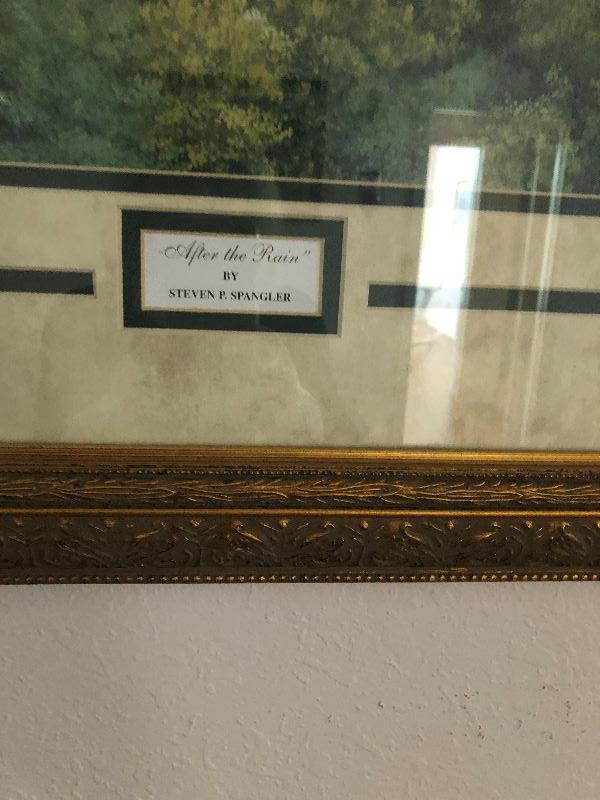 "After the Rain"
BY
STEVEN P. SPANGLER